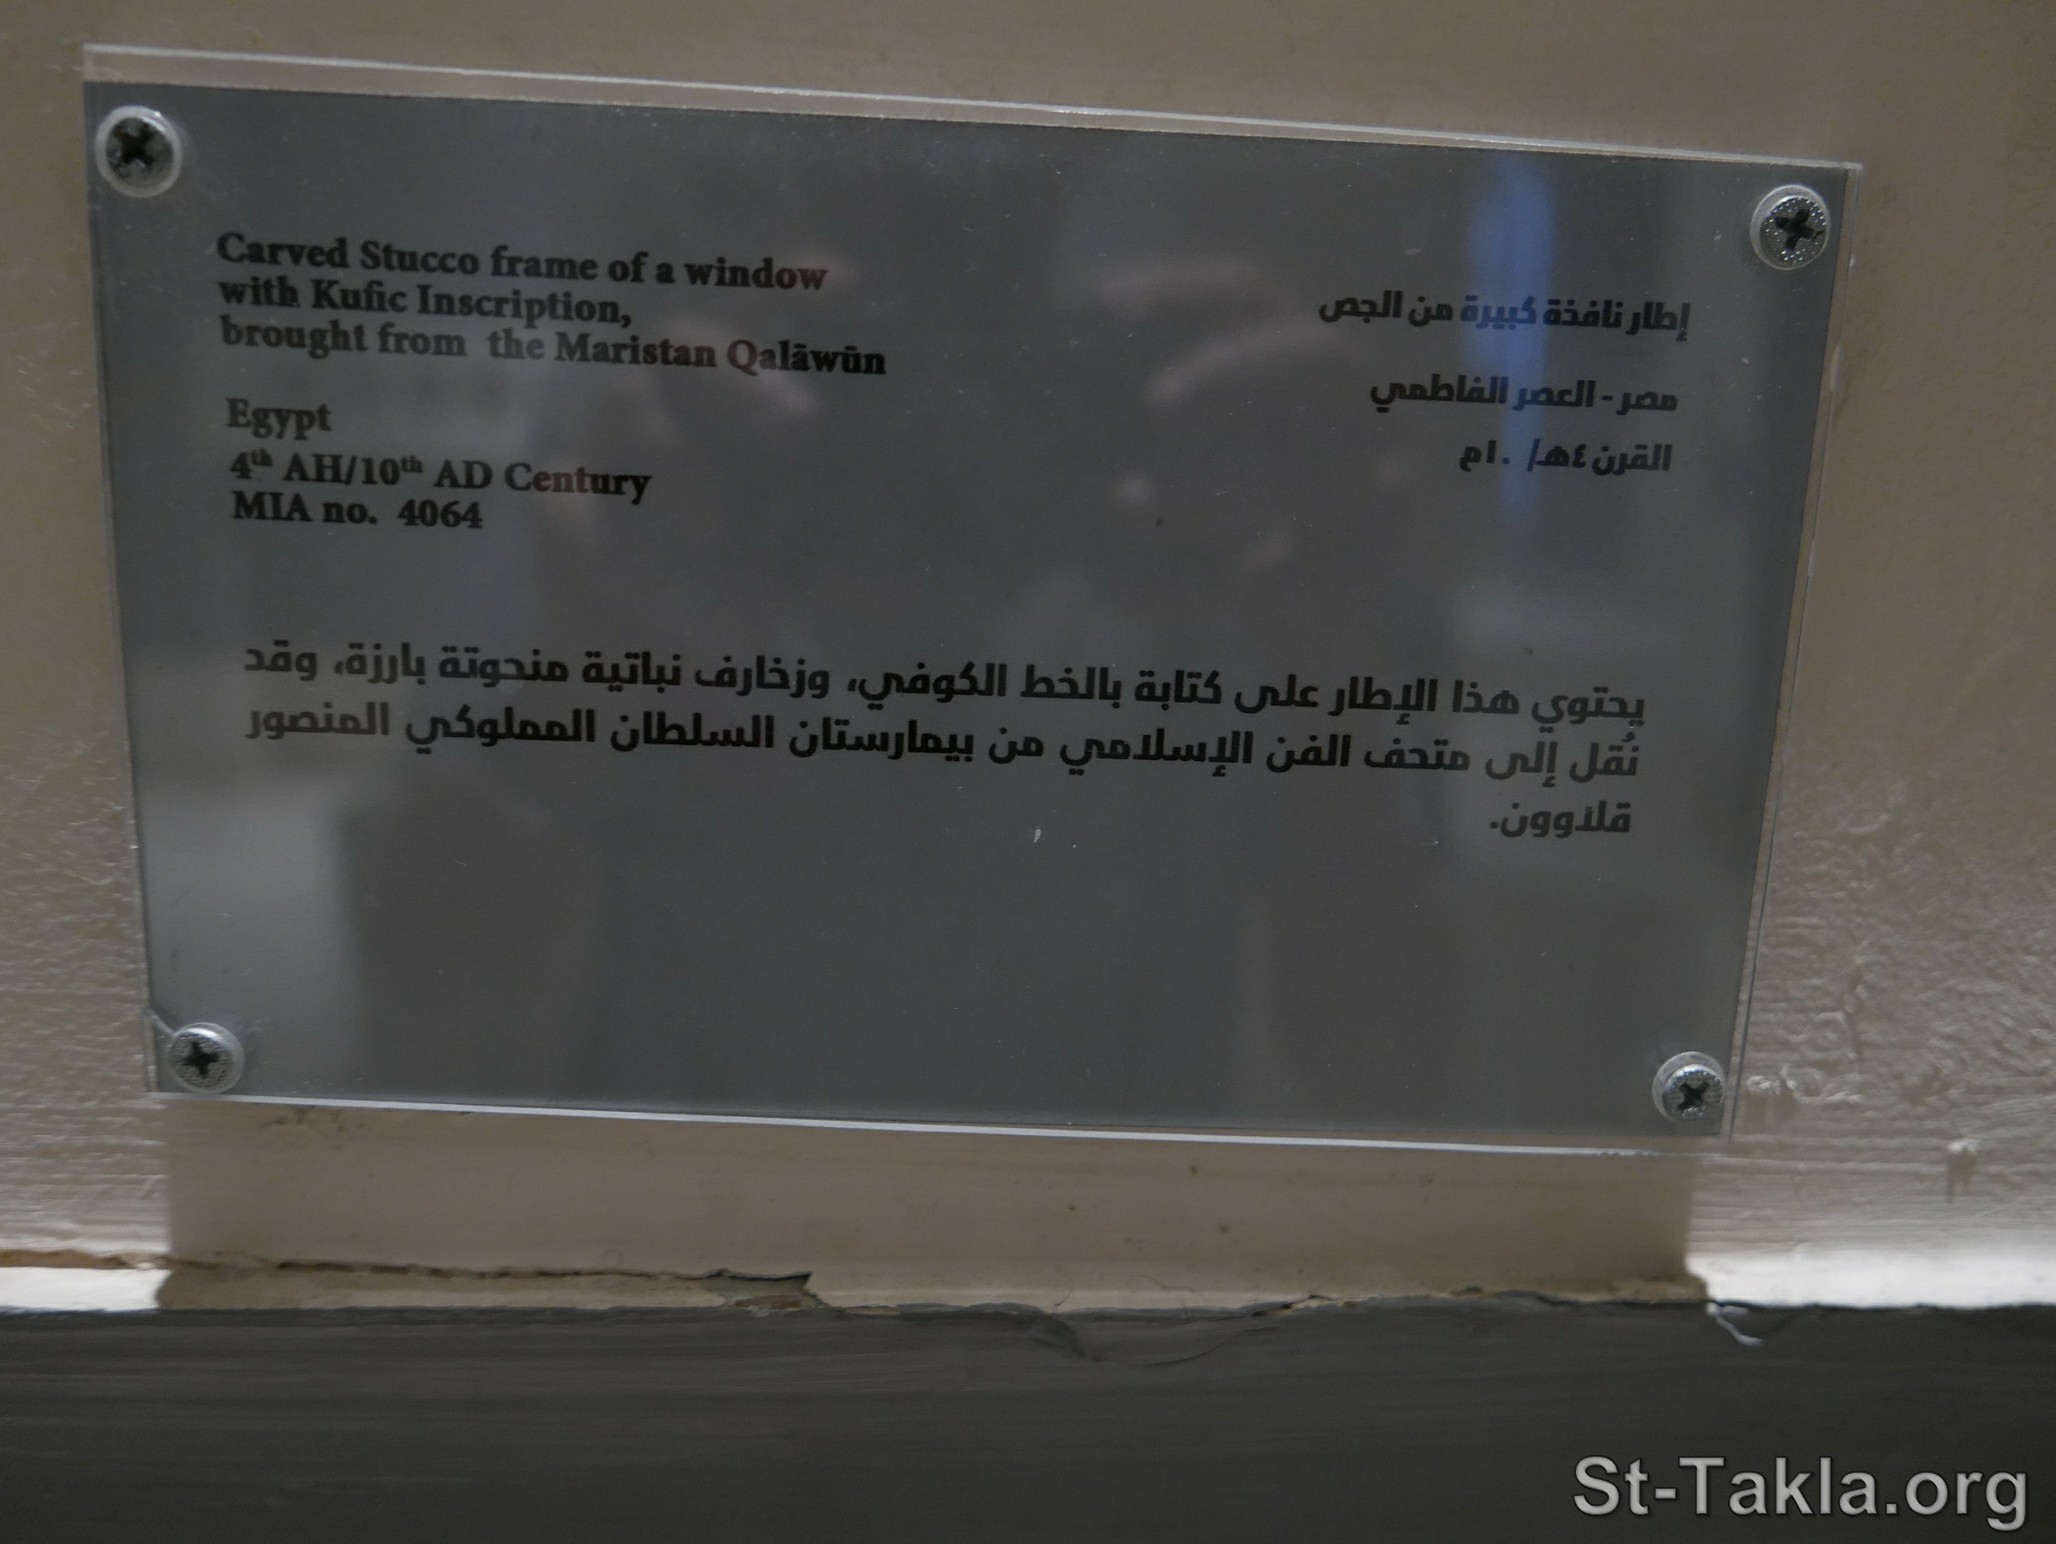 Carved Stucco frame of a window
with Kufic Inscription,
brought from the Maristan Qalāwūn
Egypt
4th AH/10th AD Century
MIA no. 4064
إطار نافذة كبيرة من الجص
مصر - العصر الفاطمي
القرن ٤هـ/ ١٠م
يحتوي هذا الإطار على كتابة بالخط الكوفي، وزخارف نباتية منحوتة بارزة، وقد
نُقل إلى متحف الفن الإسلامي من بيمارستان السلطان المملوكي المنصور
قلاوون.
St-Takla.org